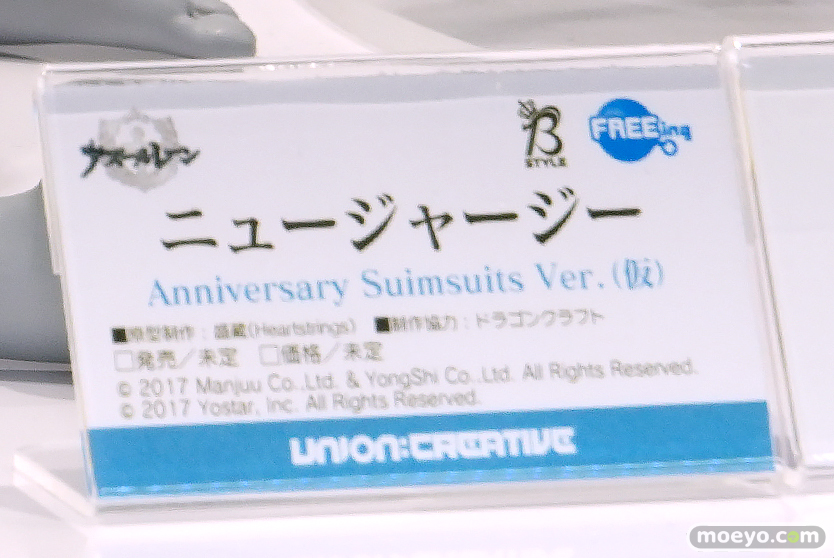 アズールレーン
B STYLE
FREEing
ニュージャージー
Anniversary Suimsuits Ver.(仮)
■原型制作：盛蔵(Heartstrings) ■制作協力：ドラゴンクラフト
□発売／未定 □価格／未定
© 2017 Manjuu Co.,Ltd. & YongShi Co.,Ltd. All Rights Reserved.
© 2017 Yostar, Inc. All Rights Reserved.
UNION:CREATIVE
moeyo.com